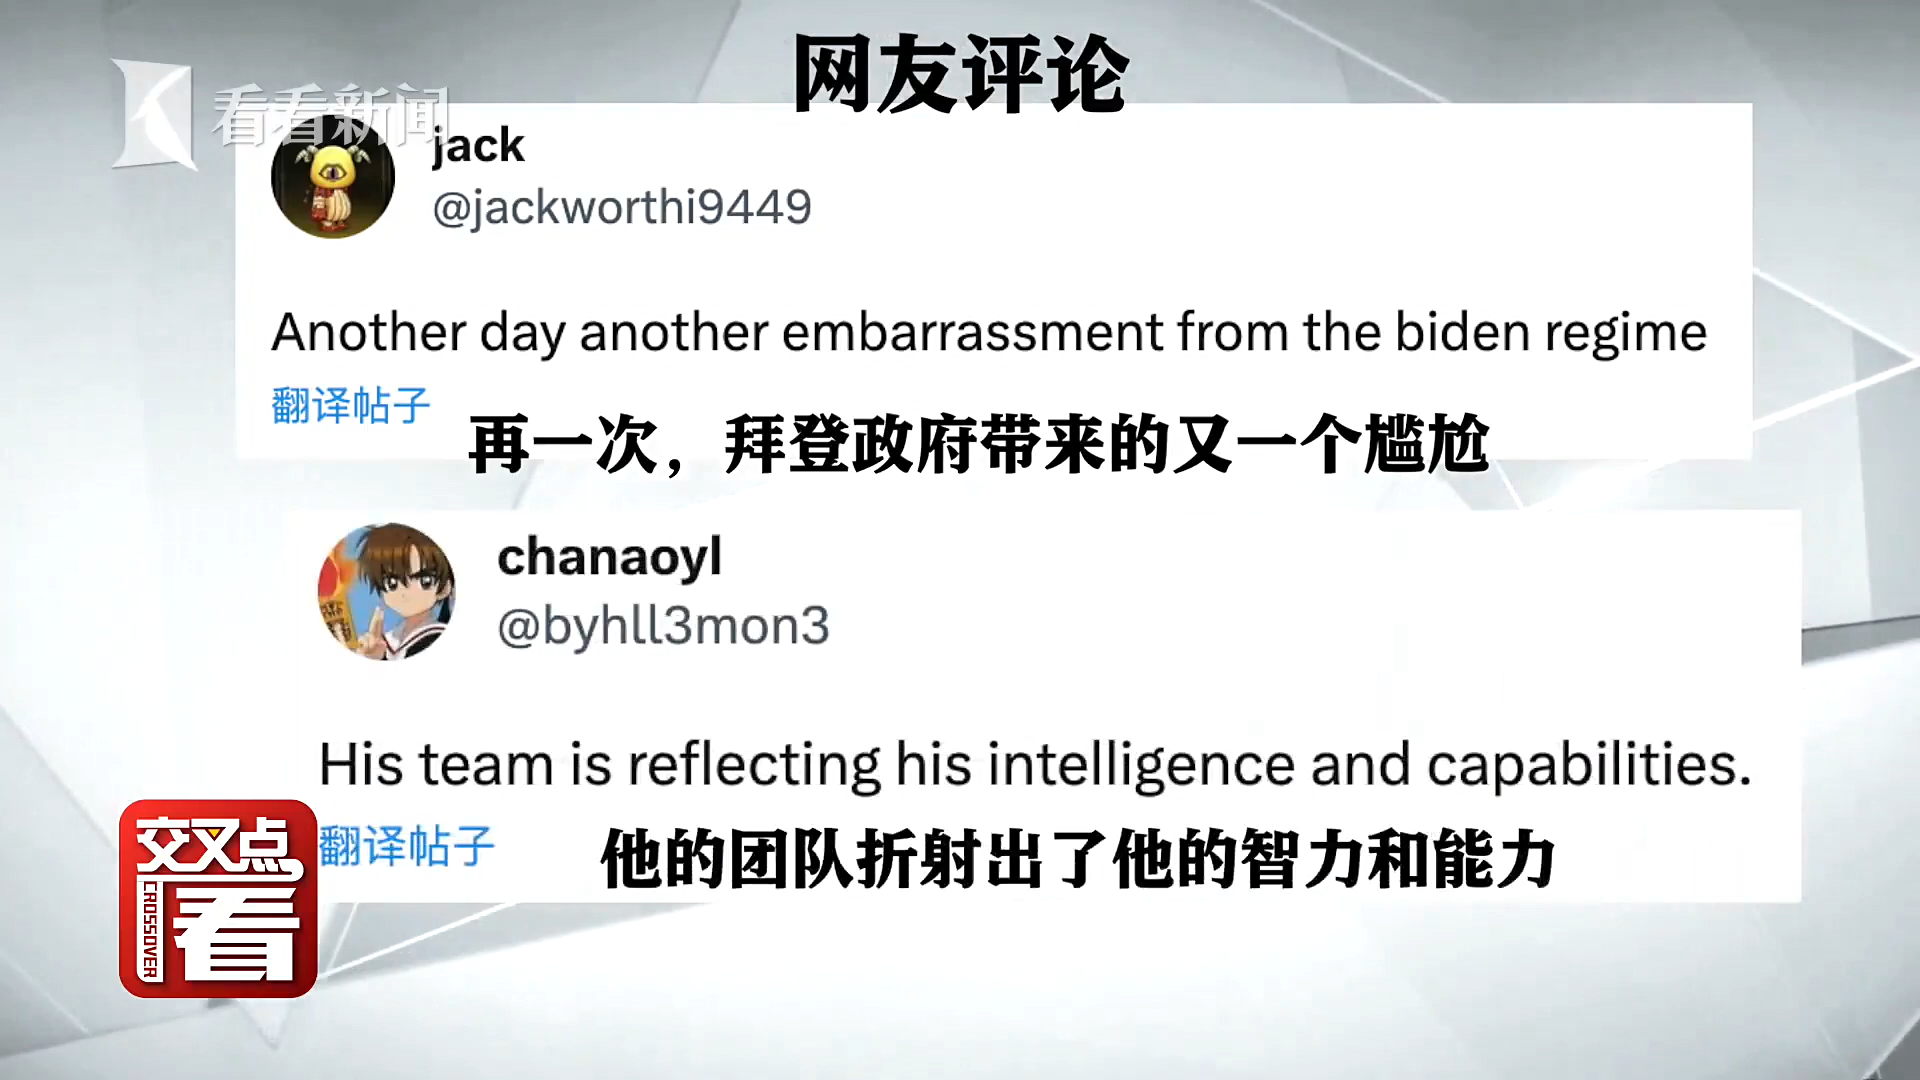 网友评论
看看新闻
jack
@jackworthi9449
Another day another embarrassment from the biden regime
翻译帖子
再一次，拜登政府带来的又一个尴尬
chanaoyl
@byhll3mon3
His team is reflecting his intelligence and capabilities.
翻译帖子
他的团队折射出了他的智力和能力
交叉点
CROSSOVER
看